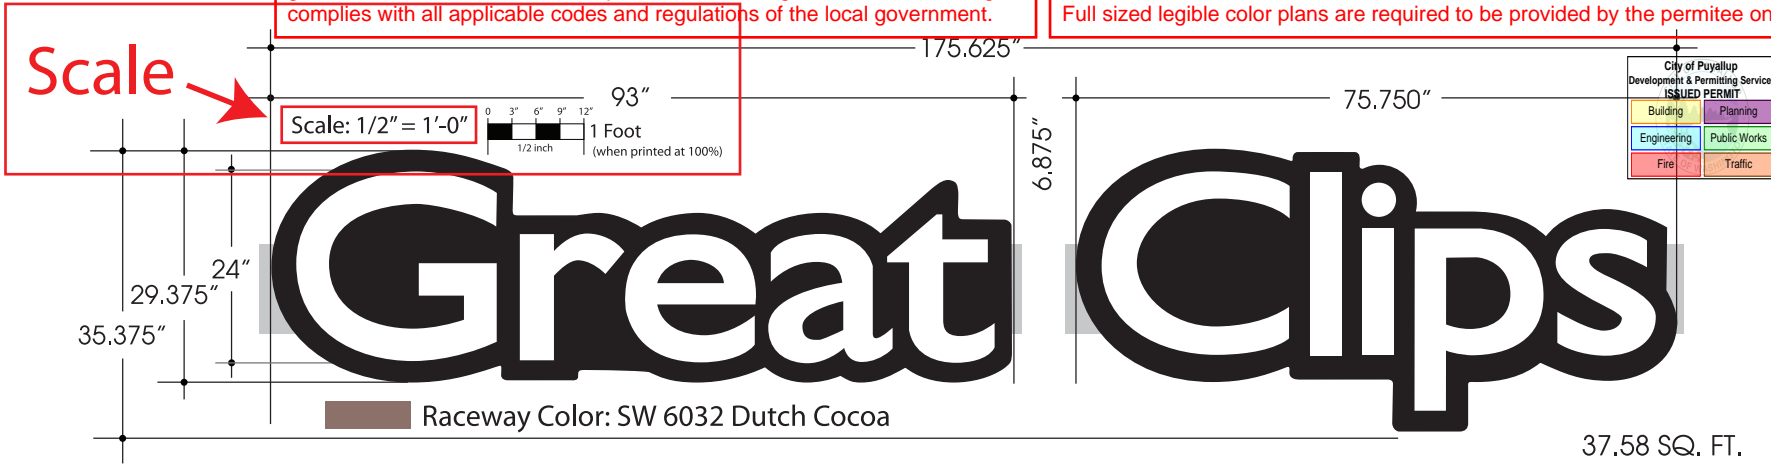 complies with all applicable codes and regulations of the local government.
Full sized legible color plans are required to be provided by the permitee on
175.625"
Scale
93"
75.750"
Scale: 1/2" = 1'-0"
0 3" 6" 9" 12"
1 Foot
1/2 inch
(when printed at 100%)
6.875"
City of Puyallup
Development & Permitting Service
ISSUED PERMIT
Building Planning
Engineering Public Works
Fire Traffic
24"
29.375"
35.375"
Great Clips
Raceway Color: SW 6032 Dutch Cocoa
37.58 SQ. FT.